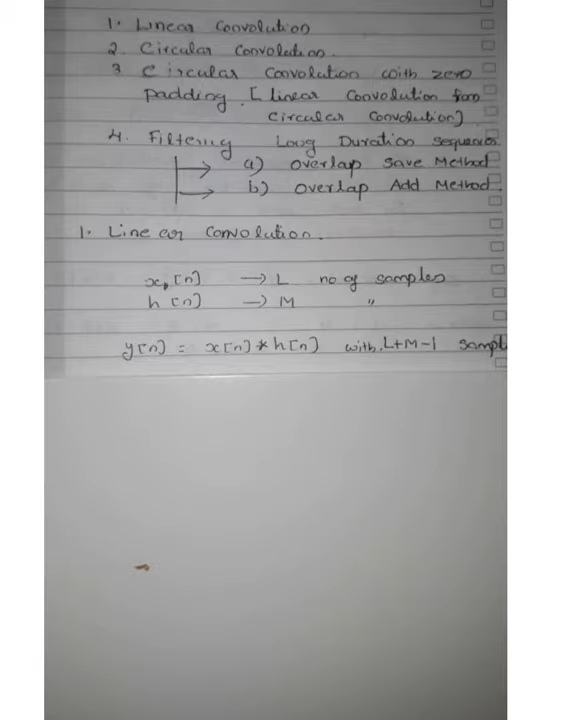 1. Linear Convolution
2. Circular Convolution.
3 Circular Convolution with zero
padding. [linear Convolution from
Circular Convolution]
4. Filtering Long Duration sequences
a) overlap save Method
b) overlap Add Method.
1. Linear Convolution.
x[n] → L no of samples
h[n] → M "
y[n] = x[n] * h[n] with L+M-1 sampl